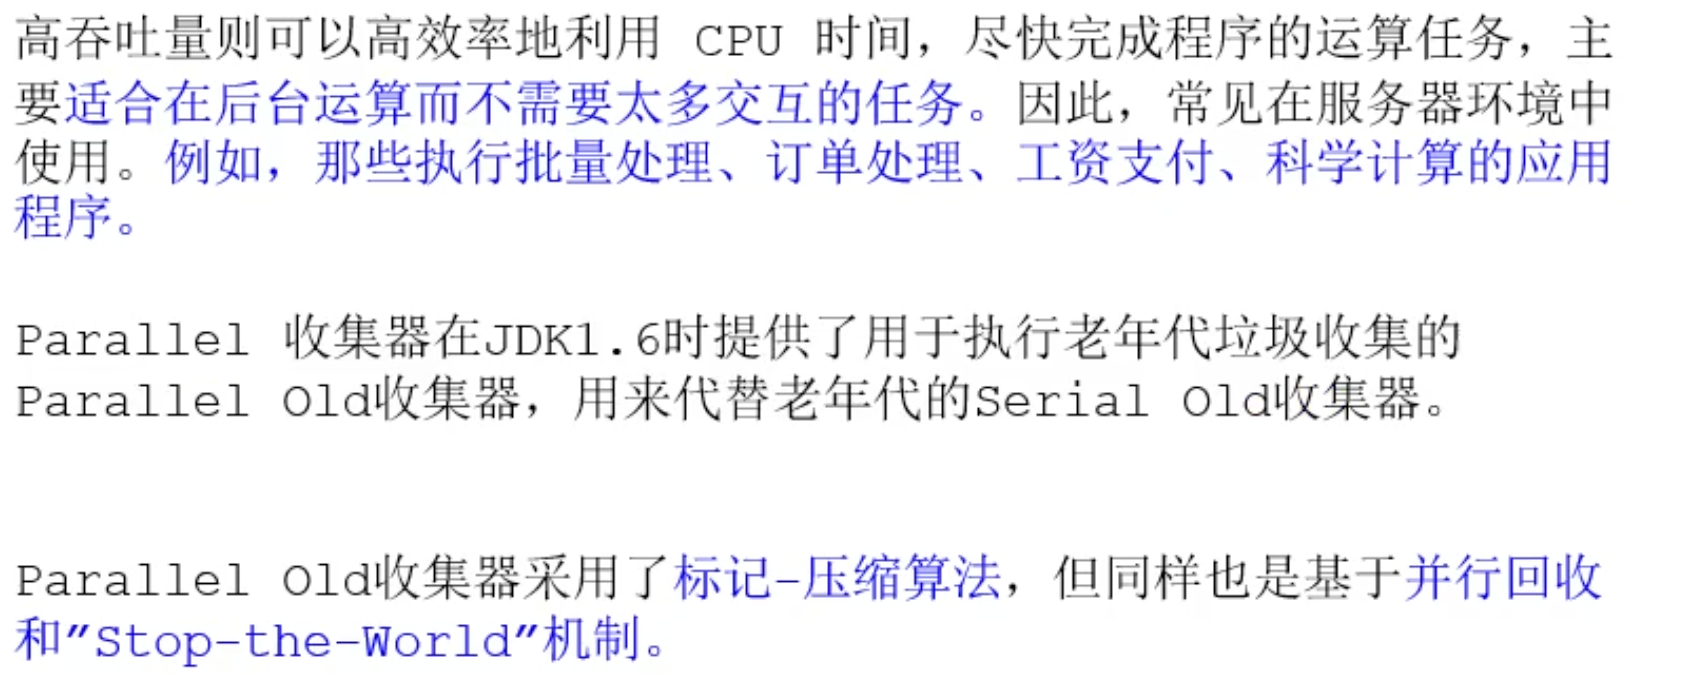 高吞吐量则可以高效率地利用 CPU 时间，尽快完成程序的运算任务，主
要适合在后台运算而不需要太多交互的任务。因此，常见在服务器环境中
使用。例如，那些执行批量处理、订单处理、工资支付、科学计算的应用
程序。
Parallel 收集器在JDK1.6时提供了用于执行老年代垃圾收集的
Parallel Old收集器，用来代替老年代的Serial Old收集器。
Parallel Old收集器采用了标记-压缩算法，但同样也是基于并行回收
和”Stop-the-World”机制。